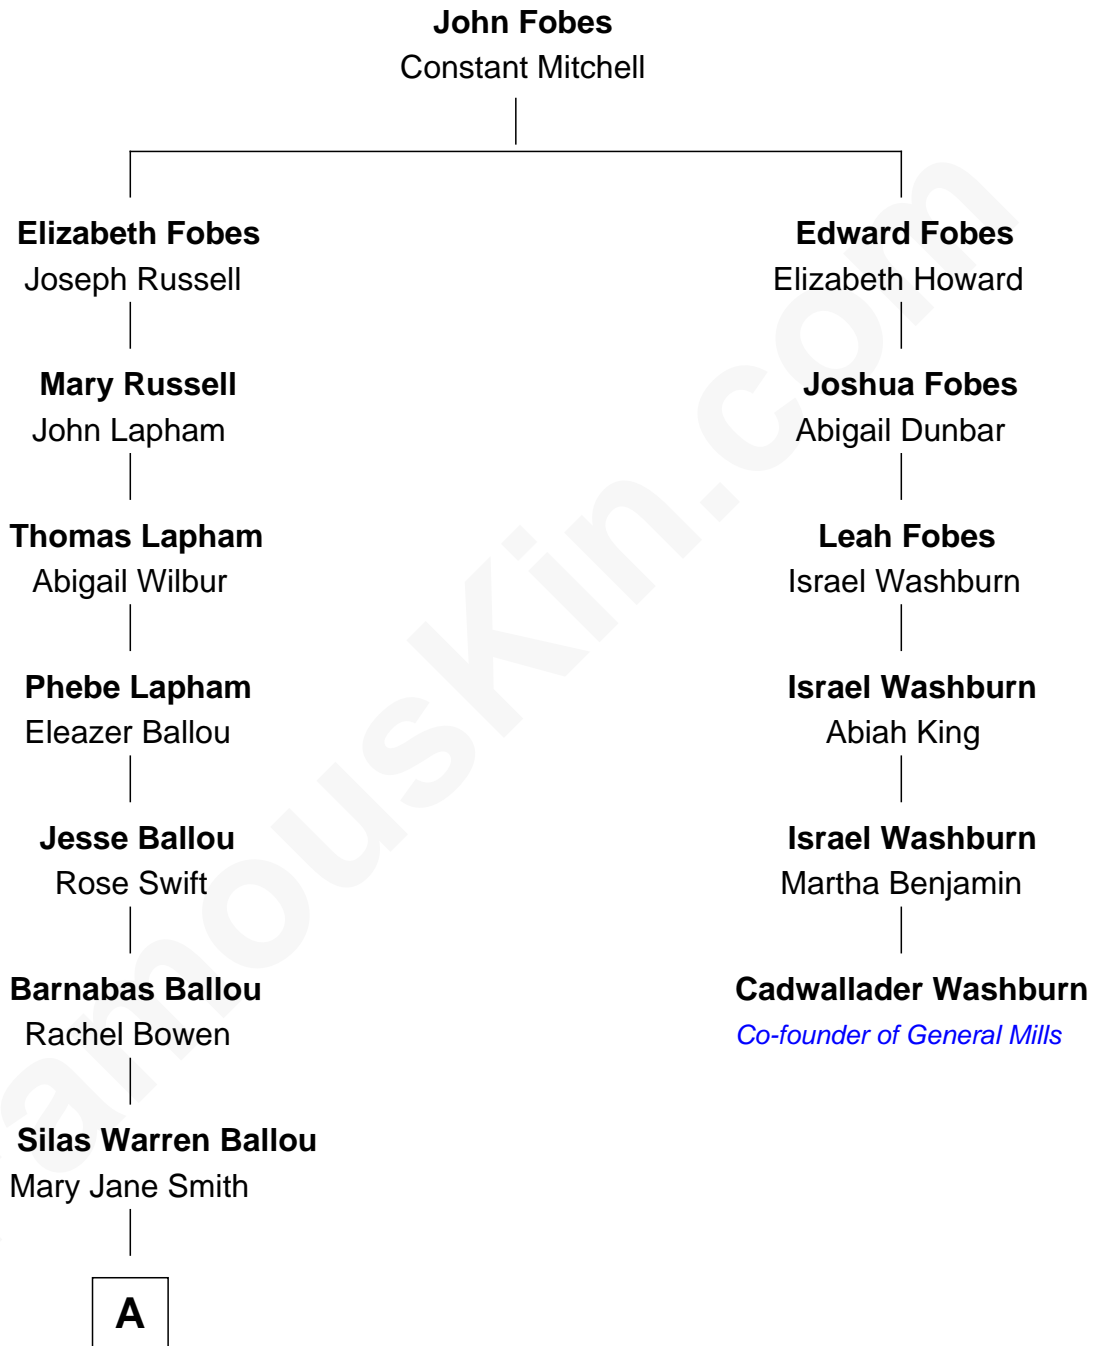 John Fobes
Constant Mitchell
Elizabeth Fobes
Joseph Russell
Edward Fobes
Elizabeth Howard
Mary Russell
John Lapham
Joshua Fobes
Abigail Dunbar
Thomas Lapham
Abigail Wilbur
Leah Fobes
Israel Washburn
Phebe Lapham
Eleazer Ballou
Israel Washburn
Abiah King
Jesse Ballou
Rose Swift
Israel Washburn
Martha Benjamin
Barnabas Ballou
Rachel Bowen
Cadwallader Washburn
Co-founder of General Mills
Silas Warren Ballou
Mary Jane Smith
A
amousKin.com